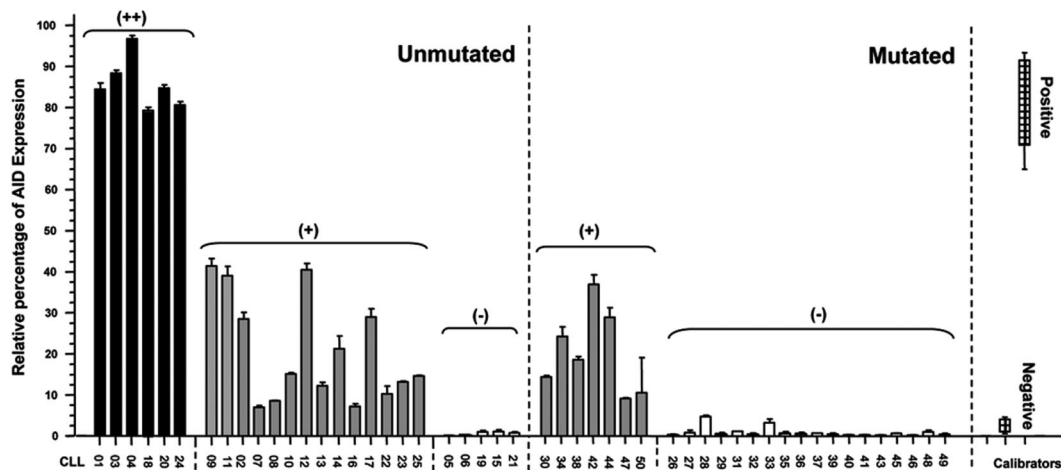 Relative percentage of AID Expression
100
90
80
70
60
50
40
30
20
10
0
(++)
Unmutated
Mutated
(+)
(-)
(+)
(-)
Positive
Negative
CLL 01 03 04 18 20 24 09 11 02 07 08 10 12 13 14 16 17 22 23 25 05 06 19 15 21 30 34 38 42 44 47 50 26 27 28 29 31 32 33 35 36 37 39 40 41 43 45 46 48 49 Calibrators